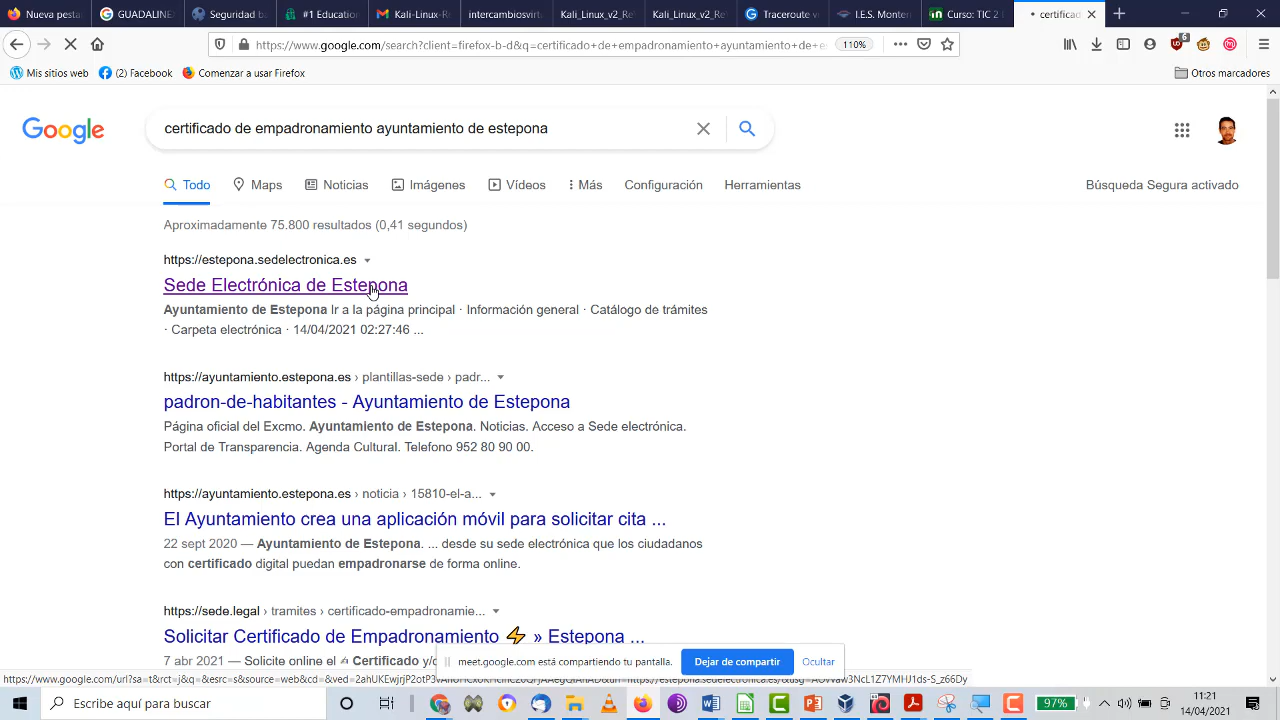 Nueva pesta
GUADALINE
Seguridad ba
#1
Kali-Linux-R
intercambiosvirtu
Kali_Linux_v2_Re
Kali_Linux_v2_Re
Traceroute
I.E.S. Monter
Curso: TIC 2
certificado
https://www.google.com/search?client=firefox-b-d&q=certificado+de+empadronamiento+ayuntamiento+de+e
110%
6
Mis sitios web
(2) Facebook
Comenzar a usar Firefox
Otros marcadores
Google
certificado de empadronamiento ayuntamiento de estepona
Todo
Maps
Noticias
Imágenes
Vídeos
Más
Configuración
Herramientas
Búsqueda Segura activado
Aproximadamente 75.800 resultados (0,41 segundos)
https://estepona.sedelectronica.es
Sede Electrónica de Estepona
Ayuntamiento de Estepona Ir a la página principal · Información general · Catálogo de trámites
· Carpeta electrónica · 14/04/2021 02:27:46 ...
https://ayuntamiento.estepona.es › plantillas-sede › padr...
padron-de-habitantes - Ayuntamiento de Estepona
Página oficial del Excmo. Ayuntamiento de Estepona. Noticias. Acceso a Sede electrónica.
Portal de Transparencia. Agenda Cultural. Telefono 952 80 90 00.
https://ayuntamiento.estepona.es › noticia › 15810-el-a...
El Ayuntamiento crea una aplicación móvil para solicitar cita ...
22 sept 2020 — Ayuntamiento de Estepona. ... desde su sede electrónica que los ciudadanos
con certificado digital puedan empadronarse de forma online.
https://sede.legal › tramites › certificado-empadronamie...
Solicitar Certificado de Empadronamiento ⚡ » Estepona ...
7 abr 2021 — Solicite online el Certificado y/o
meet.google.com está compartiendo tu pantalla.
Dejar de compartir
Ocultar
Escribe aquí para buscar
97%
11:21
14/04/2021